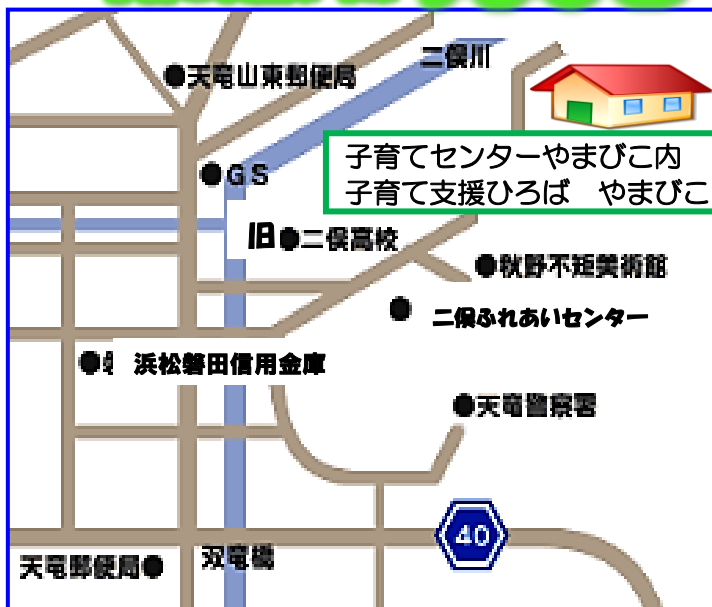 二俣川
●天竜山東郵便局
子育てセンターやまびこ内
子育て支援ひろば　やまびこ
●GS
旧●二俣高校
●秋野不矩美術館
●二俣ふれあいセンター
● 浜松磐田信用金庫
●天竜警察署
40
天竜郵便局●
双竜橋